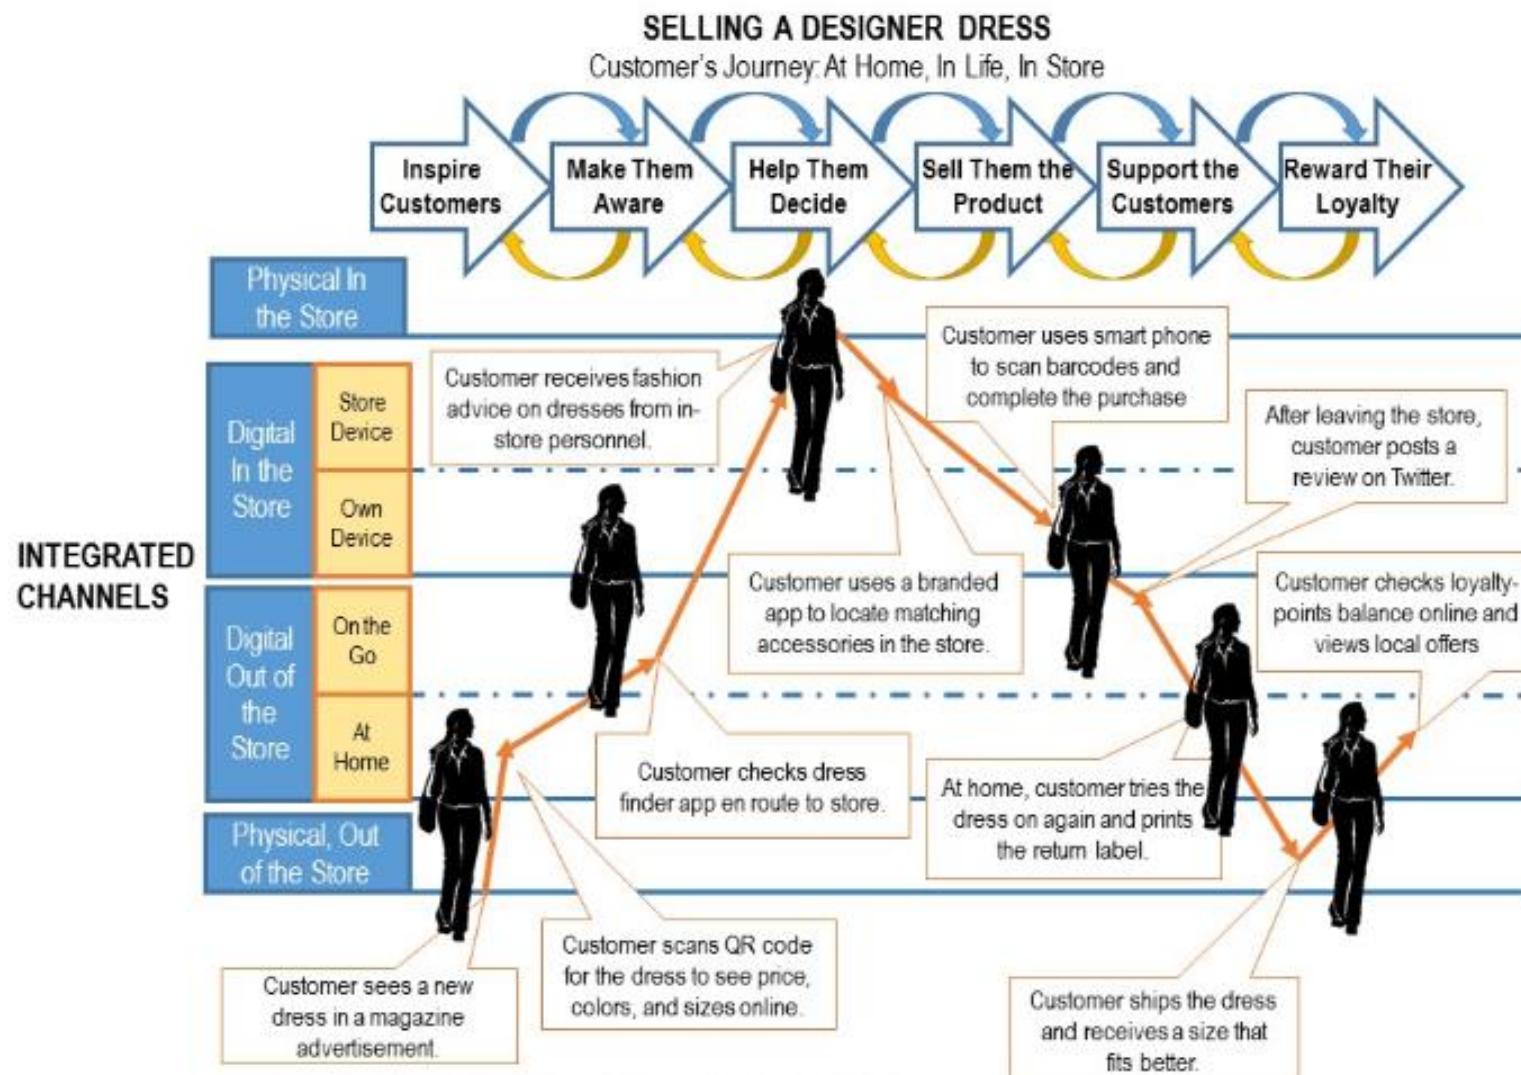 SELLING A DESIGNER DRESS
Customer's Journey: At Home, In Life, In Store
Inspire
Customers
Make Them
Aware
Help Them
Decide
Sell Them the
Product
Support the
Customers
Reward Their
Loyalty
INTEGRATED
CHANNELS
Physical In
the Store
Digital
In the
Store
Store
Device
Own
Device
Digital
Out of
the
Store
On the
Go
At
Home
Physical, Out
of the Store
Customer sees a new
dress in a magazine
advertisement.
Customer scans QR code
for the dress to see price,
colors, and sizes online.
Customer checks dress
finder app en route to store.
Customer receives fashion
advice on dresses from in-
store personnel.
Customer uses a branded
app to locate matching
accessories in the store.
Customer uses smart phone
to scan barcodes and
complete the purchase
After leaving the store,
customer posts a
review on Twitter.
At home, customer tries the
dress on again and prints
the return label.
Customer ships the dress
and receives a size that
fits better.
Customer checks loyalty-
points balance online and
views local offers